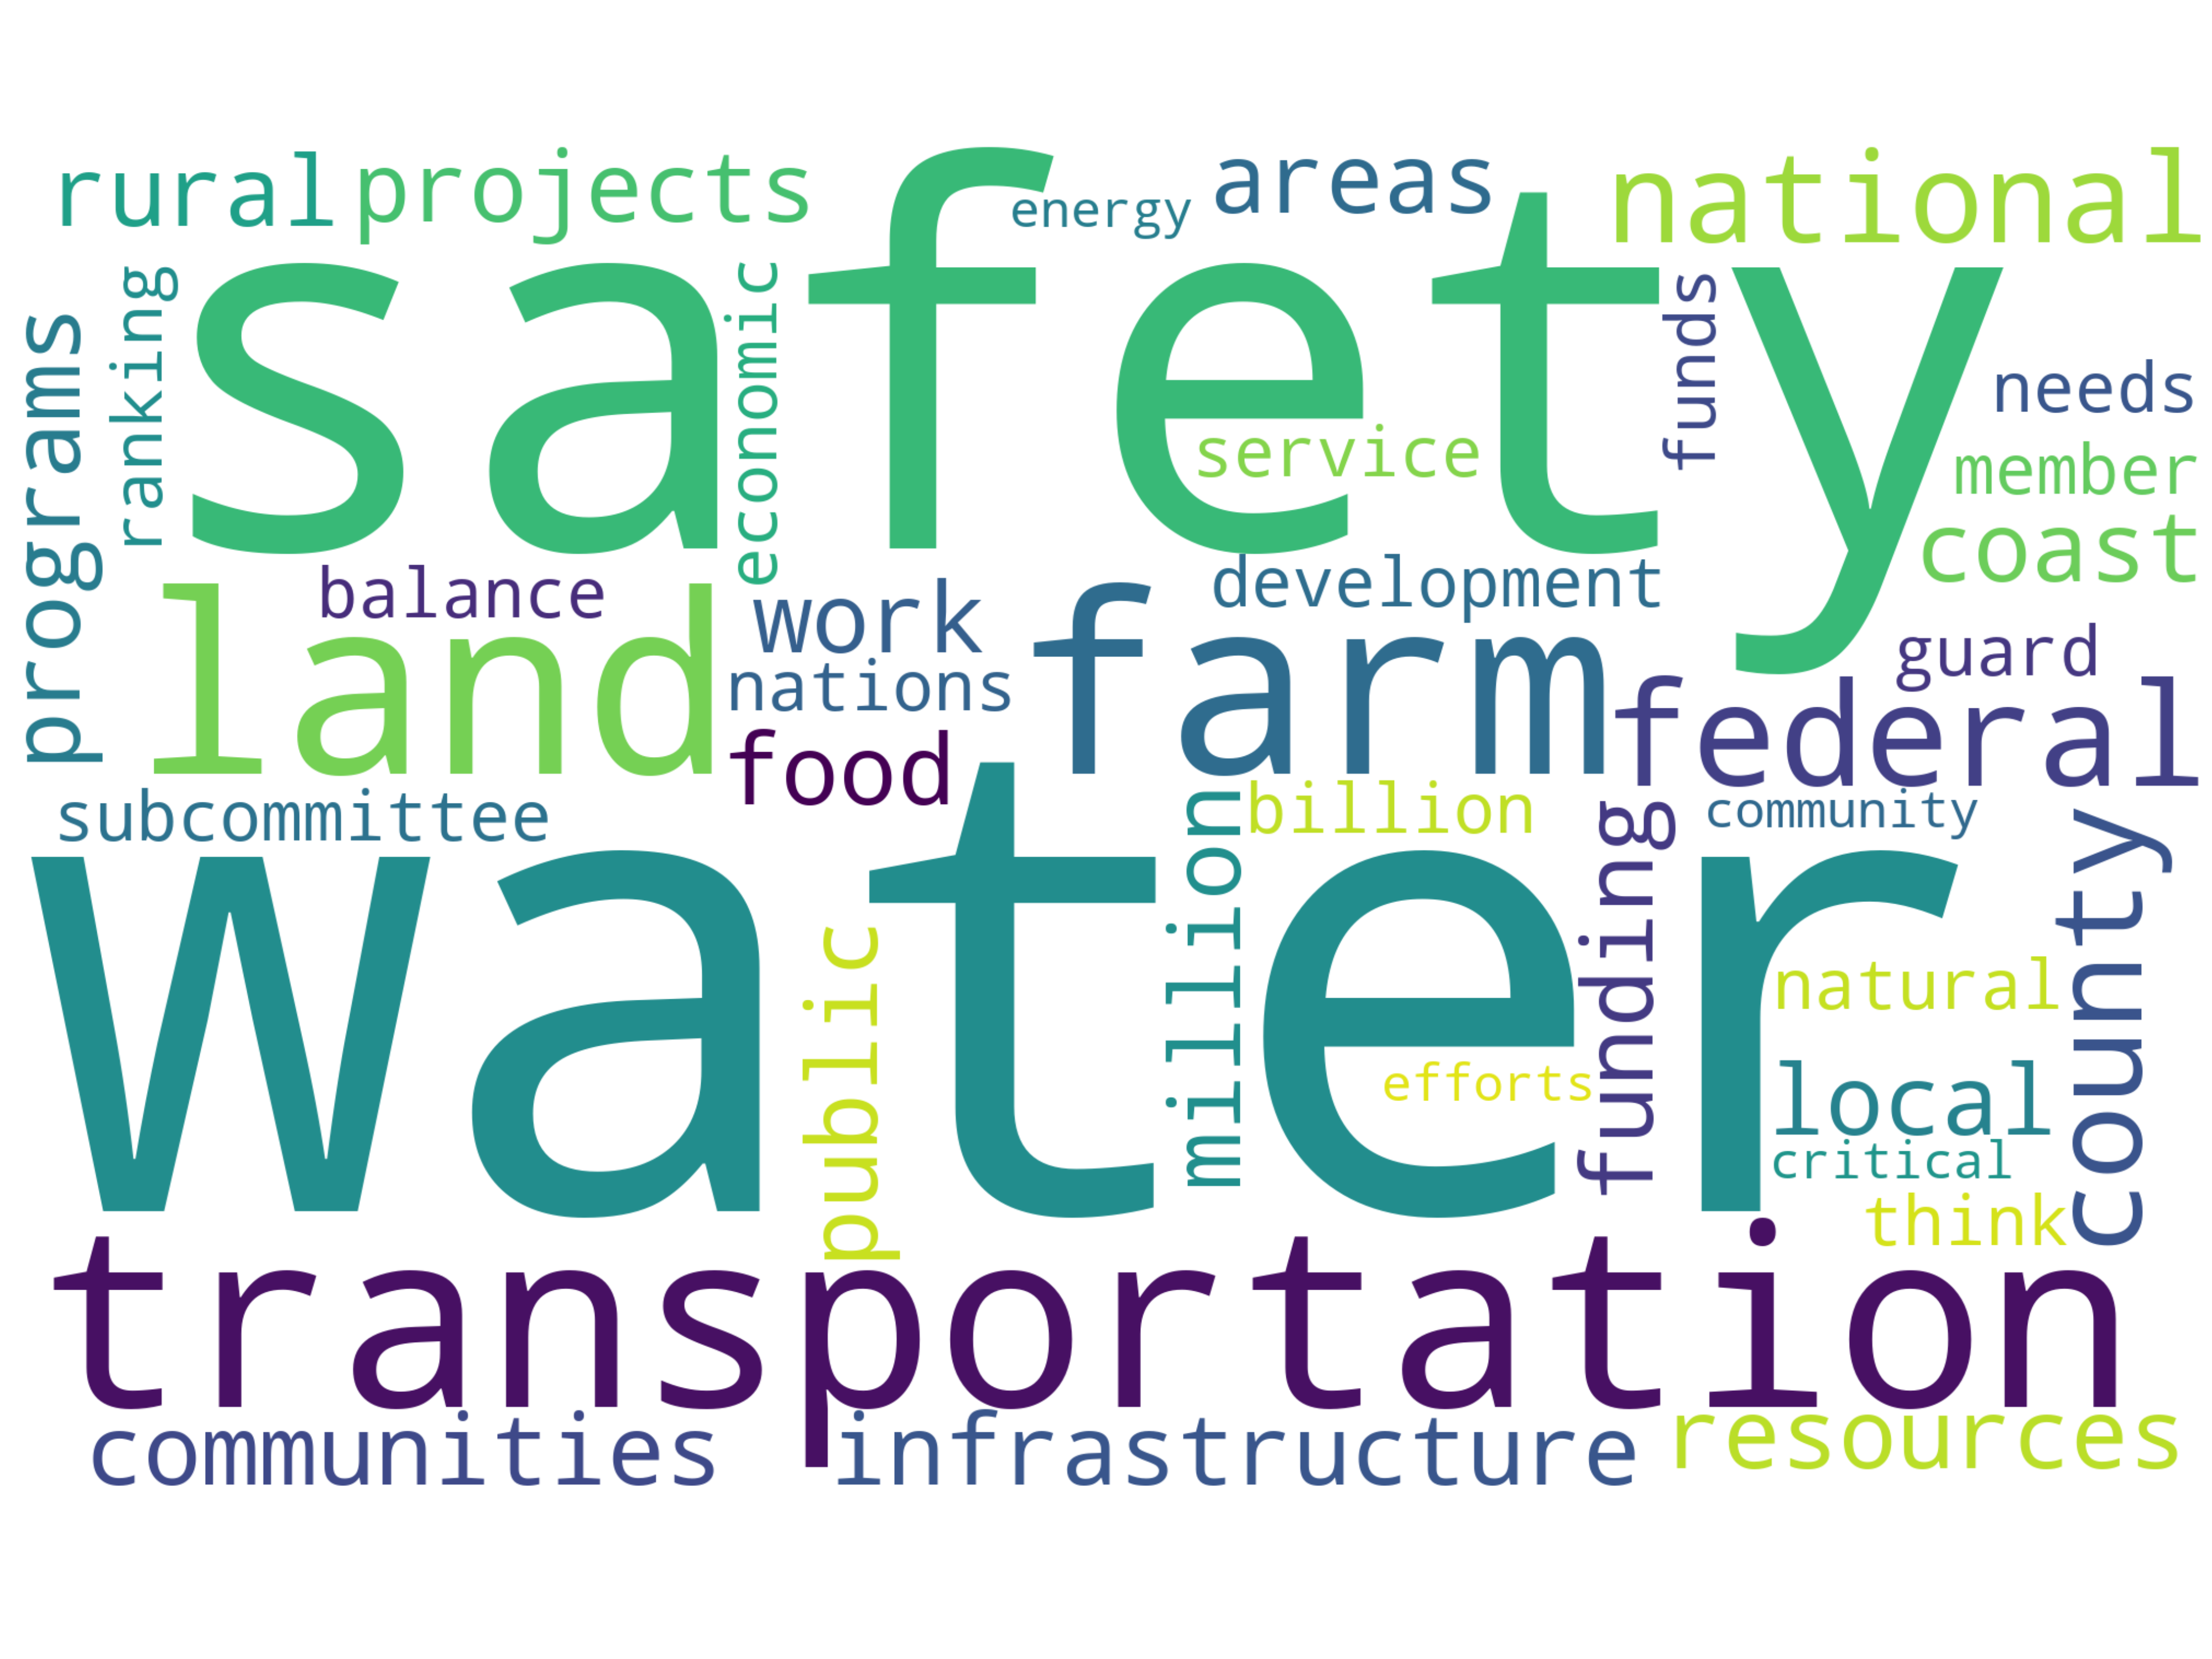 rural projects energy areas national
safety
programs
ranking
economic
funds
needs
service
member
coast
balance
work
development
land
nations
farm
guard
federal
food
subcommittee
billion
community
water
million
public
funding
county
natural
efforts
local
critical
think
transportation
communities infrastructure resources